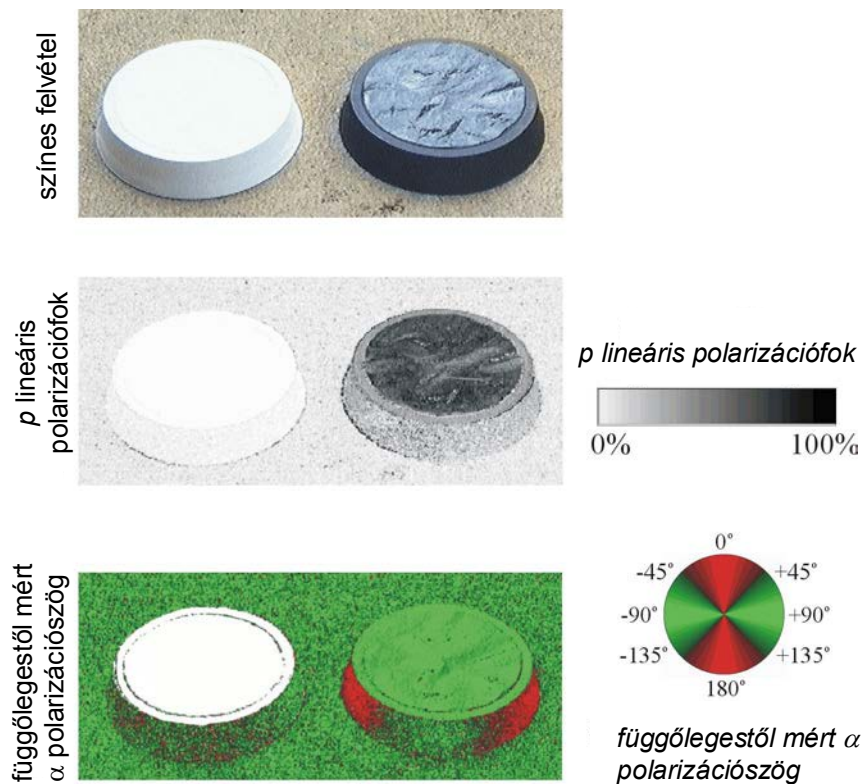 színes felvétel
p lineáris
polarizációfok
p lineáris polarizációfok
0%
100%
függőlegestől mért
α polarizációszög
0°
-45°
+45°
-90°
+90°
-135°
+135°
180°
függőlegestől mért α
polarizációszög